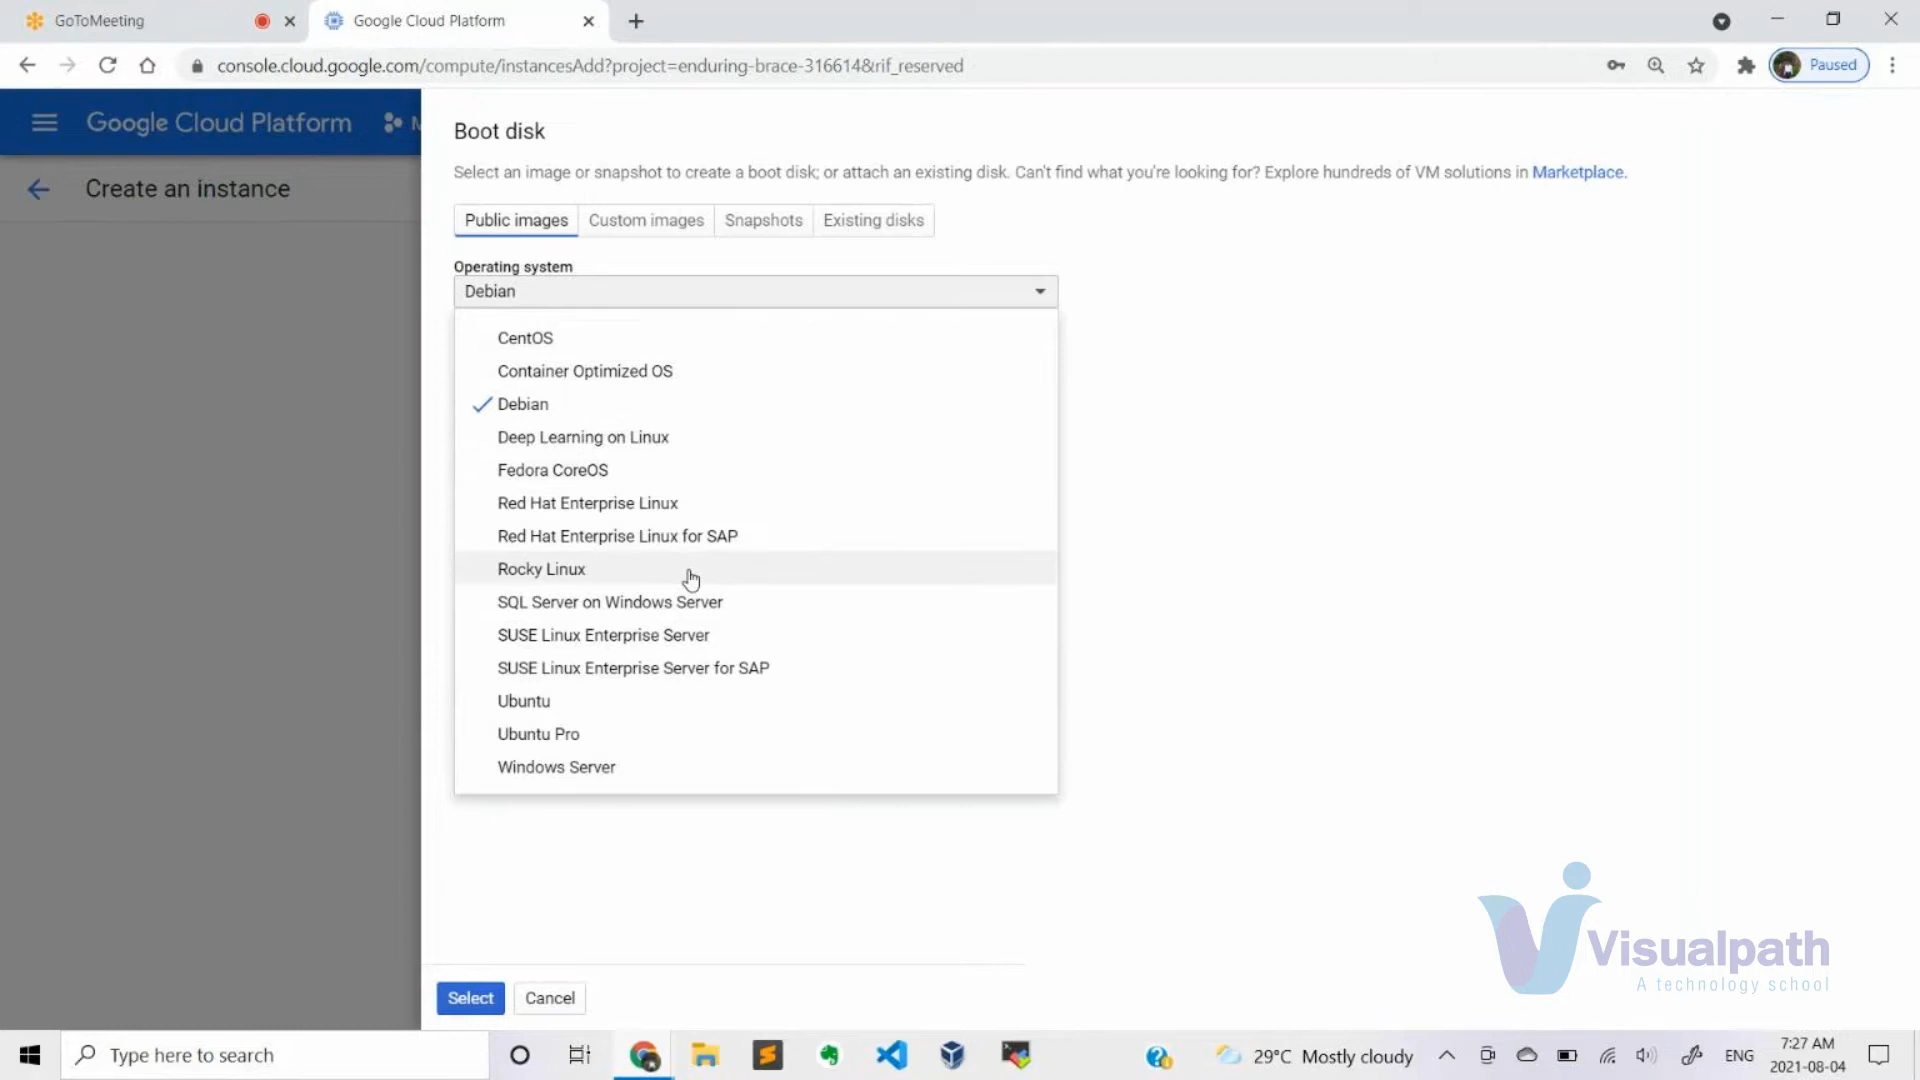 GoToMeeting
Google Cloud Platform
console.cloud.google.com/compute/instancesAdd?project=enduring-brace-316614&rif_reserved
Paused
Google Cloud Platform
M
Create an instance
Boot disk
Select an image or snapshot to create a boot disk; or attach an existing disk. Can't find what you're looking for? Explore hundreds of VM solutions in Marketplace.
Public images Custom images Snapshots Existing disks
Operating system
Debian
CentOS
Container Optimized OS
Debian
Deep Learning on Linux
Fedora CoreOS
Red Hat Enterprise Linux
Red Hat Enterprise Linux for SAP
Rocky Linux
SQL Server on Windows Server
SUSE Linux Enterprise Server
SUSE Linux Enterprise Server for SAP
Ubuntu
Ubuntu Pro
Windows Server
Select Cancel
Visualpath
A technology school
Type here to search
29°C Mostly cloudy
ENG
7:27 AM
2021-08-04